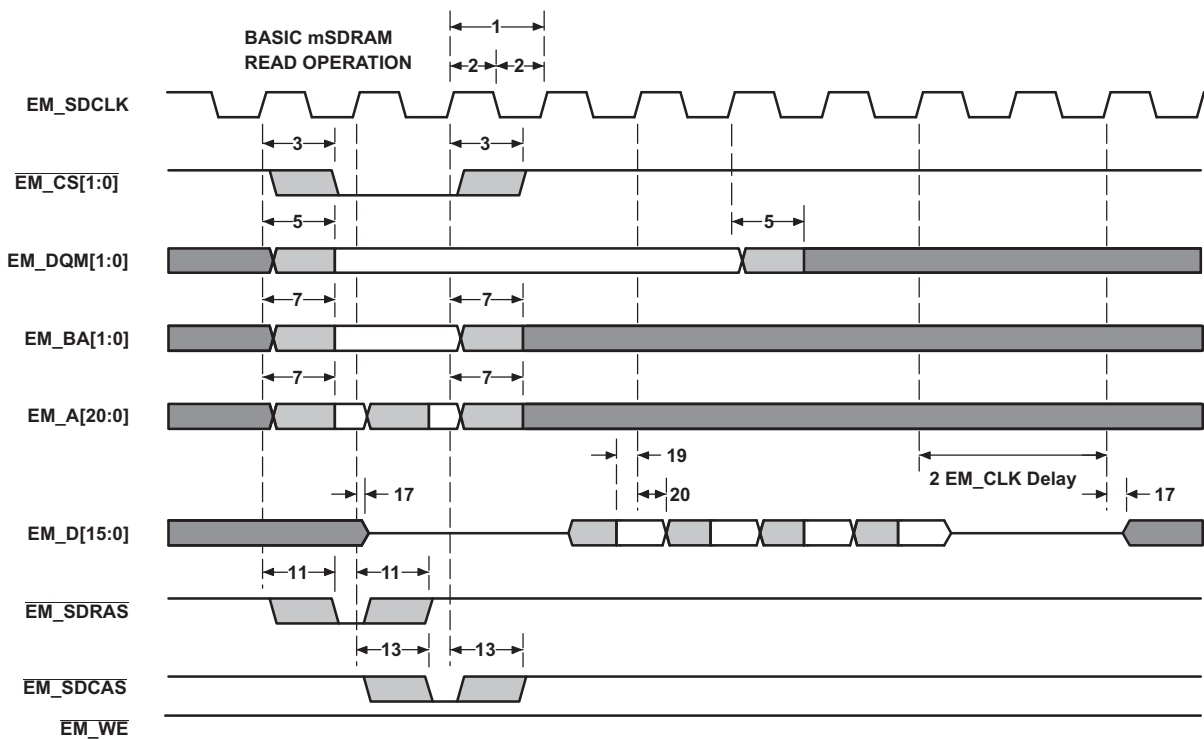 1
BASIC mSDRAM
READ OPERATION
2 2
EM_SDCLK
3 3
EM_CS[1:0]
5 5
EM_DQM[1:0]
7 7
EM_BA[1:0]
7 7
EM_A[20:0]
19
2 EM_CLK Delay
17 20 17
EM_D[15:0]
11 11
EM_SDRAS
13 13
EM_SDCAS
EM_WE